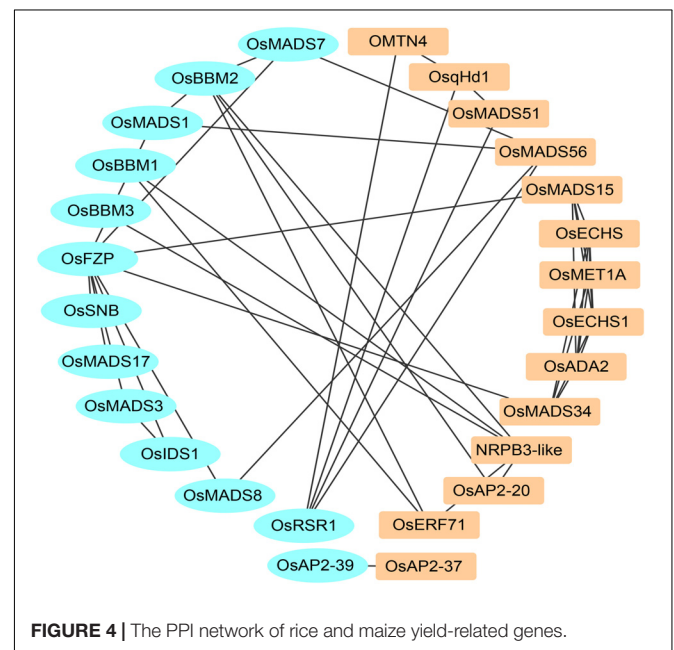 OsMADS7
OMTN4
OsBBM2
OsqHd1
OsMADS1
OsMADS51
OsBBM1
OsMADS56
OsBBM3
OsMADS15
OsFZP
OsECHS
OsSNB
OsMET1A
OsMADS17
OsECHS1
OsMADS3
OsADA2
OsIDS1
OsMADS34
OsMADS8
NRPB3-like
OsRSR1
OsAP2-20
OsAP2-39
OsERF71
OsAP2-37
FIGURE 4 | The PPI network of rice and maize yield-related genes.